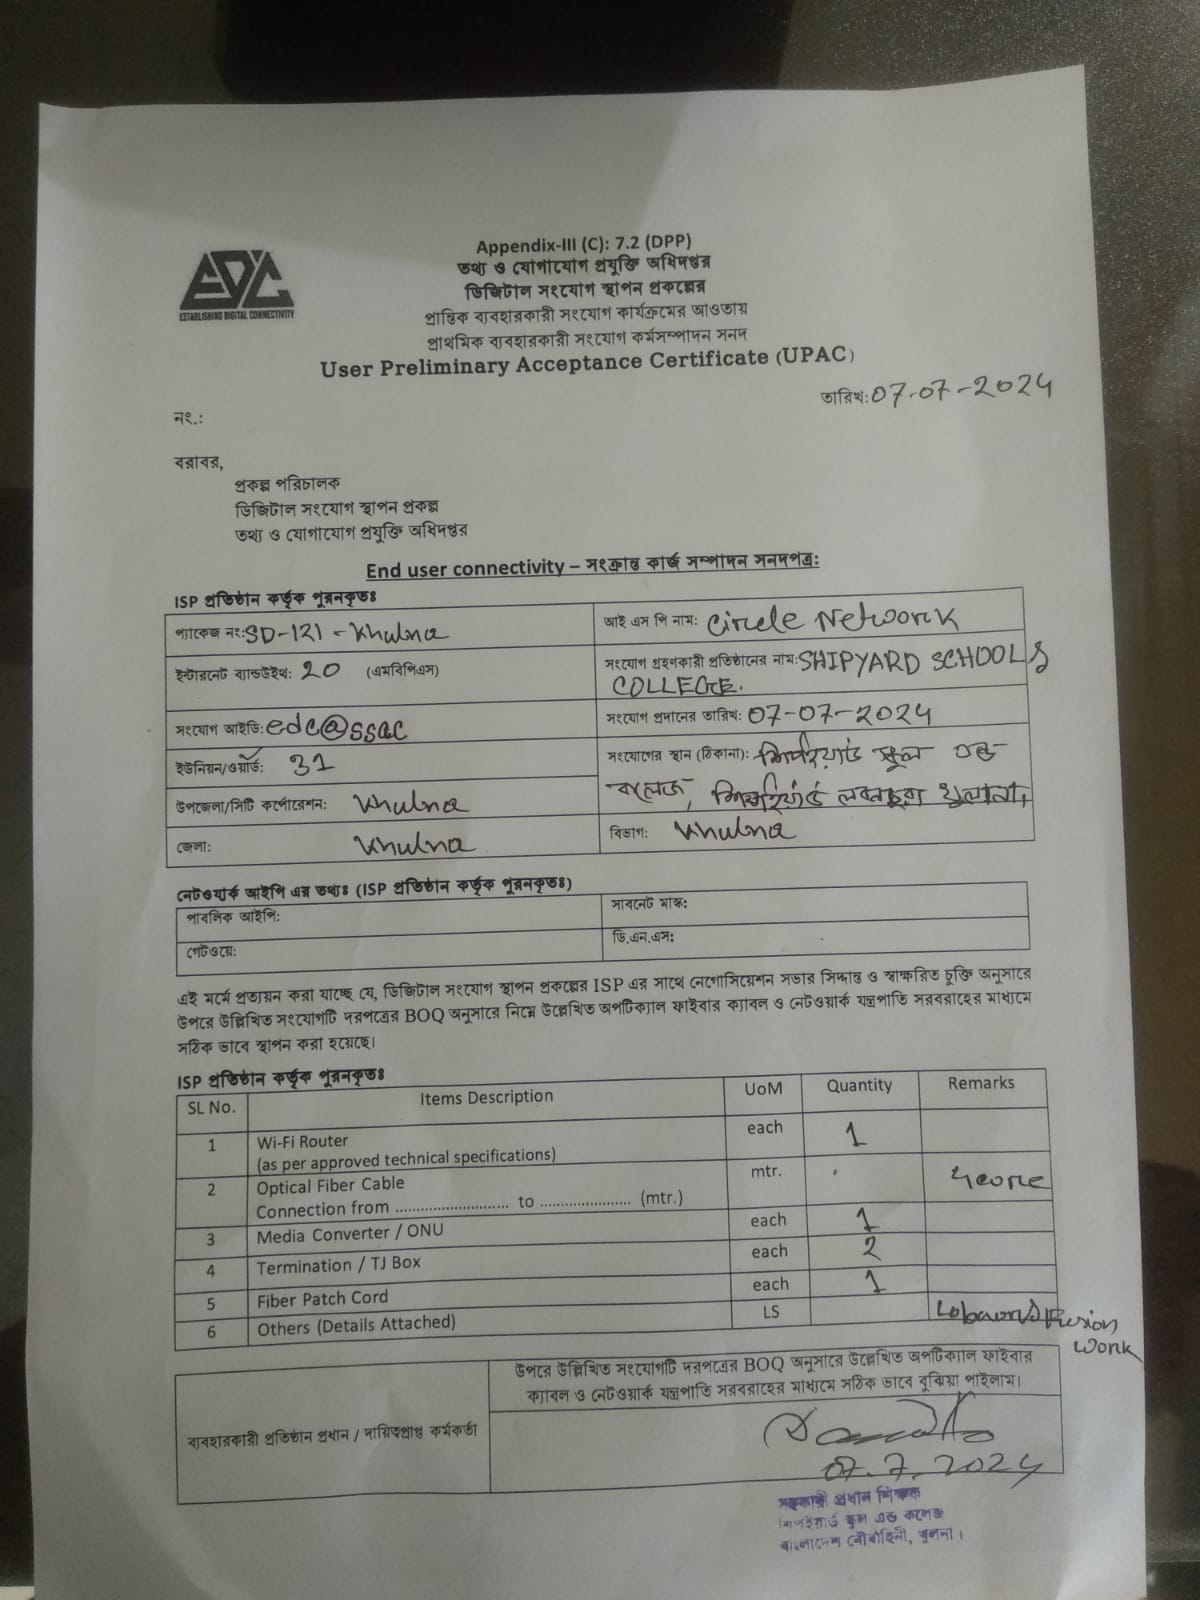 EDC
ESTABLISHING DIGITAL CONNECTIVITY
Appendix-III (C): 7.2 (DPP)
তথ্য ও যোগাযোগ প্রযুক্তি অধিদপ্তর
ডিজিটাল সংযোগ স্থাপন প্রকল্পের
প্রান্তিক ব্যবহারকারী সংযোগ কার্যক্রমের আওতায়
প্রাথমিক ব্যবহারকারী সংযোগ কর্মসম্পাদন সনদ
User Preliminary Acceptance Certificate (UPAC)
তারিখ: 07-07-2024
নং.:
বরাবর,
প্রকল্প পরিচালক
ডিজিটাল সংযোগ স্থাপন প্রকল্প
তথ্য ও যোগাযোগ প্রযুক্তি অধিদপ্তর
End user connectivity – সংক্রান্ত কার্জ সম্পাদন সনদপত্র:
ISP প্রতিষ্ঠান কর্তৃক পূরনকৃতঃ
প্যাকেজ নং: SD-121 - Khulna
আই এস পি নাম: Circle Network
ইন্টারনেট ব্যান্ডউইথ: 20 (এমবিপিএস)
সংযোগ গ্রহণকারী প্রতিষ্ঠানের নাম: SHIPYARD SCHOOL &
COLLEGE.
সংযোগ আইডি: edc@ssac
সংযোগ প্রদানের তারিখ: 07-07-2024
ইউনিয়ন/ওয়ার্ড: 31
সংযোগের স্থান (ঠিকানা): শিপইয়ার্ড স্কুল এন্ড
কলেজ, শিপইয়ার্ড লবনচরা খুলনা,
উপজেলা/সিটি কর্পোরেশন: Khulna
জেলা: Khulna
বিভাগ: Khulna
নেটওয়ার্ক আইপি এর তথ্যঃ (ISP প্রতিষ্ঠান কর্তৃক পূরনকৃতঃ)
পাবলিক আইপি:
সাবনেট মাস্ক:
গেটওয়ে:
ডি.এন.এস:
এই মর্মে প্রত্যয়ন করা যাচ্ছে যে, ডিজিটাল সংযোগ স্থাপন প্রকল্পের ISP এর সাথে নেগোসিয়েশন সভার সিদ্দান্ত ও স্বাক্ষরিত চুক্তি অনুসারে
উপরে উল্লিখিত সংযোগটি দরপত্রের BOQ অনুসারে নিম্নে উল্লেখিত অপটিক্যাল ফাইবার ক্যাবল ও নেটওয়ার্ক যন্ত্রপাতি সরবরাহের মাধ্যমে
সঠিক ভাবে স্থাপন করা হয়েছে।
ISP প্রতিষ্ঠান কর্তৃক পূরনকৃতঃ
SL No. Items Description UoM Quantity Remarks
1 Wi-Fi Router each 1
(as per approved technical specifications)
2 Optical Fiber Cable mtr. 4core
Connection from ............................ to ...................... (mtr.)
3 Media Converter / ONU each 1
4 Termination / TJ Box each 2
5 Fiber Patch Cord each 1
6 Others (Details Attached) LS Fusion
Work
উপরে উল্লিখিত সংযোগটি দরপত্রের BOQ অনুসারে উল্লেখিত অপটিক্যাল ফাইবার
ক্যাবল ও নেটওয়ার্ক যন্ত্রপাতি সরবরাহের মাধ্যমে সঠিক ভাবে বুঝিয়া পাইলাম।
ব্যবহারকারী প্রতিষ্ঠান প্রধান / দায়িত্বপ্রাপ্ত কর্মকর্তা
07.7.2024
সহকারী প্রধান শিক্ষক
শিপইয়ার্ড স্কুল এন্ড কলেজ
বাংলাদেশ নৌবাহিনী, খুলনা।